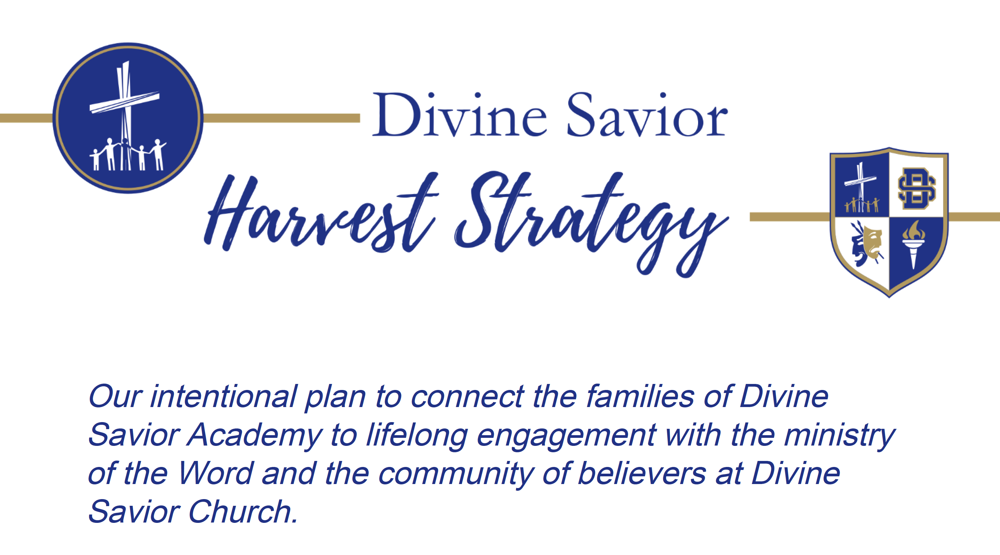 Divine Savior
Harvest Strategy
DS
Our intentional plan to connect the families of Divine
Savior Academy to lifelong engagement with the ministry
of the Word and the community of believers at Divine
Savior Church.